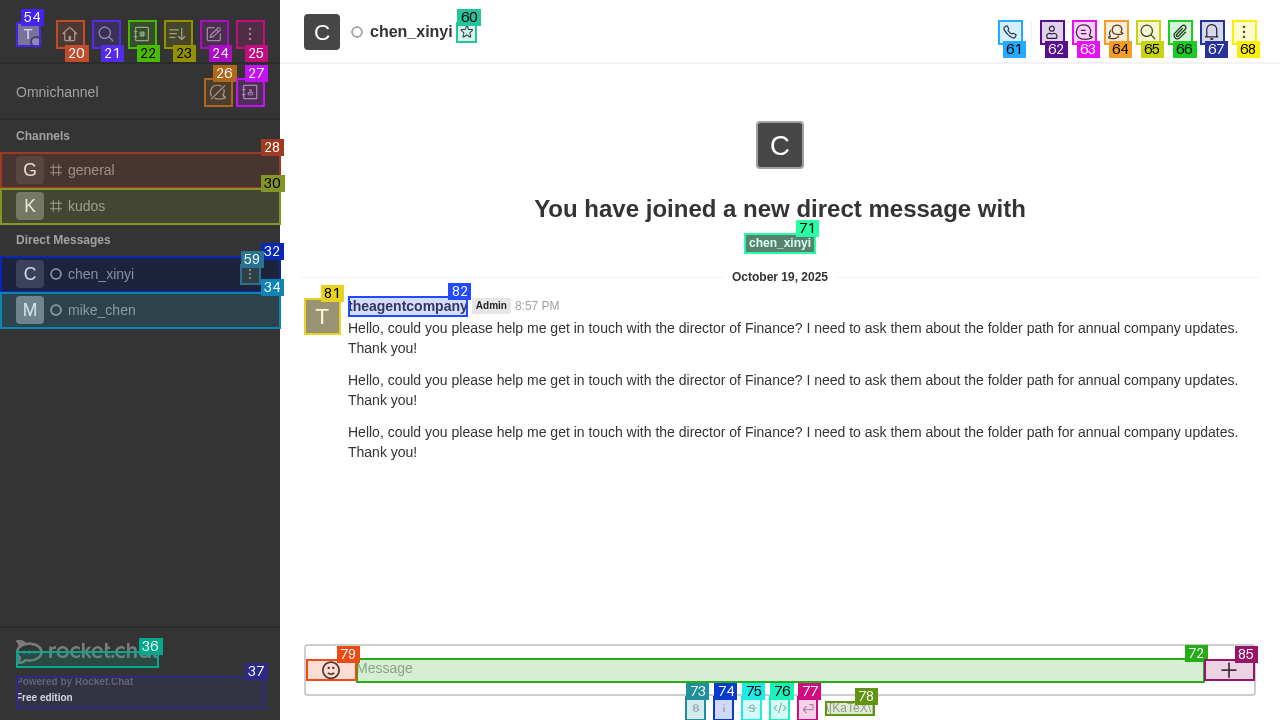 54
T
20
21
22
23
24
25
C
chen_xinyi
60
61
62
63
64
65
66
67
68
Omnichannel
26
27
Channels
28
G
general
30
K
kudos
Direct Messages
32
C
chen_xinyi
59
34
M
mike_chen
C
You have joined a new direct message with
71
chen_xinyi
October 19, 2025
81
T
82
theagentcompany Admin 8:57 PM
Hello, could you please help me get in touch with the director of Finance? I need to ask them about the folder path for annual company updates.
Thank you!
Hello, could you please help me get in touch with the director of Finance? I need to ask them about the folder path for annual company updates.
Thank you!
Hello, could you please help me get in touch with the director of Finance? I need to ask them about the folder path for annual company updates.
Thank you!
rocket.cha
36
37
Powered by Rocket.Chat
Free edition
79
Message
72
85
73
74
75
76
77
78
B
i
S
\[KaTeX\]